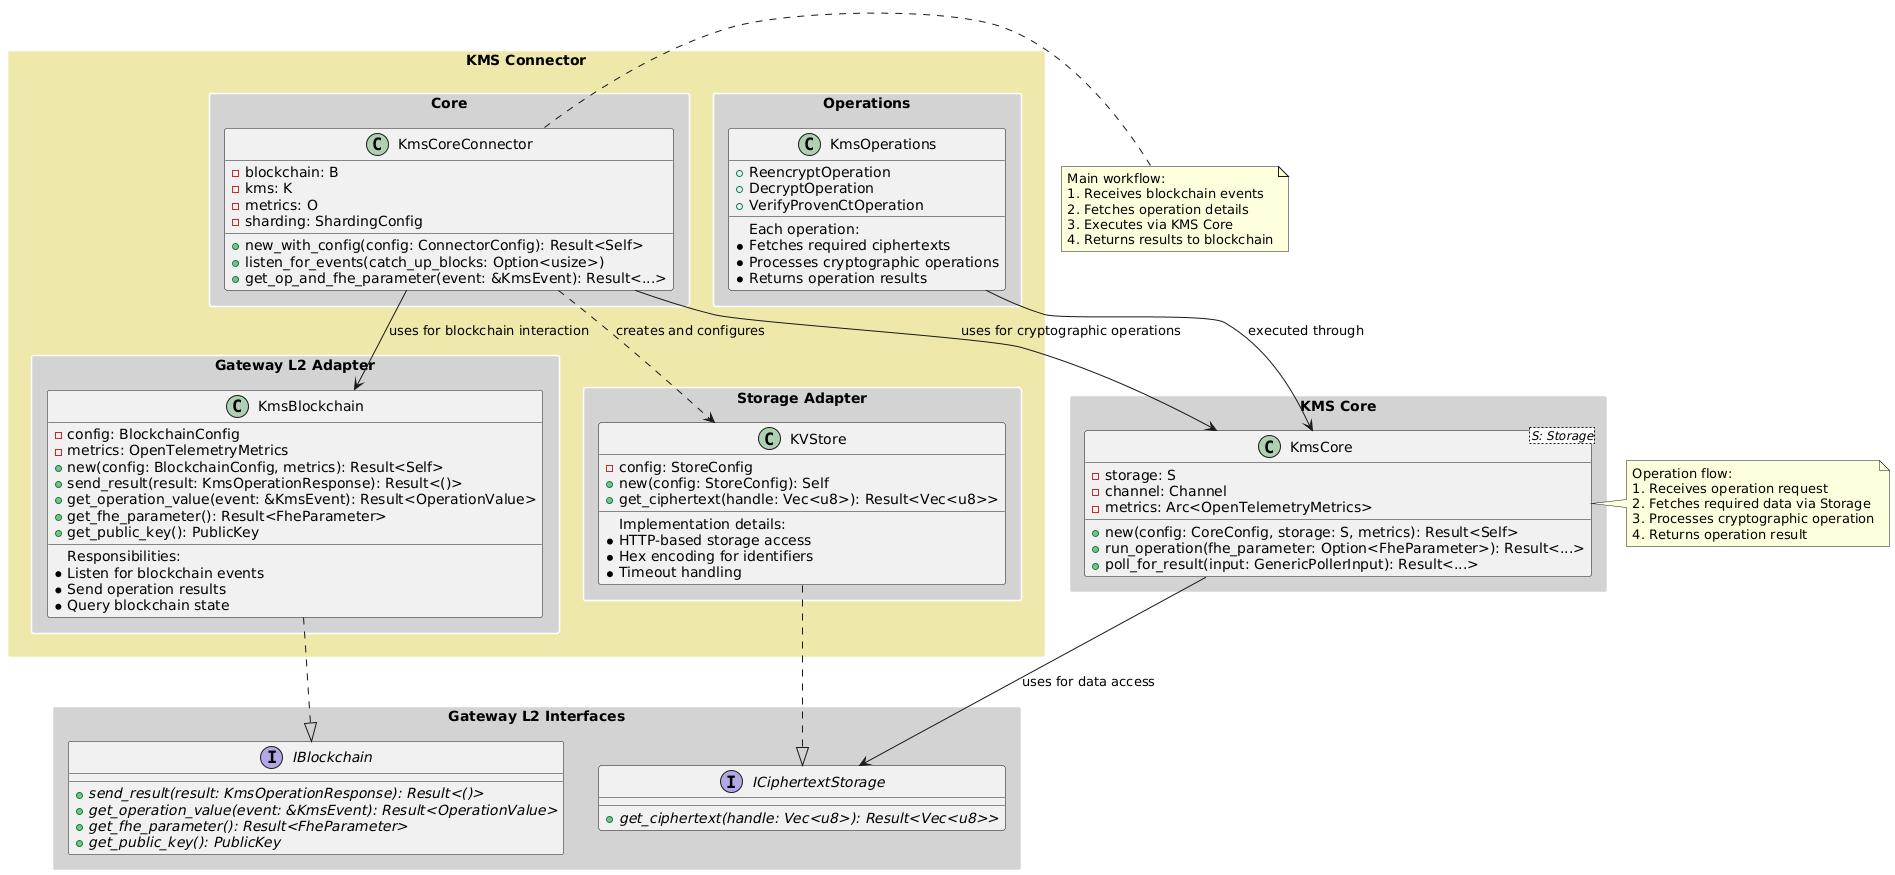 KMS Connector
Core
C KmsCoreConnector
blockchain: B
kms: K
metrics: O
sharding: ShardingConfig
new_with_config(config: ConnectorConfig): Result<Self>
listen_for_events(catch_up_blocks: Option<usize>)
get_op_and_fhe_parameter(event: &KmsEvent): Result<...>
Operations
C KmsOperations
ReencryptOperation
DecryptOperation
VerifyProvenCtOperation
Each operation:
Fetches required ciphertexts
Processes cryptographic operations
Returns operation results
Main workflow:
1. Receives blockchain events
2. Fetches operation details
3. Executes via KMS Core
4. Returns results to blockchain
uses for blockchain interaction
creates and configures
uses for cryptographic operations
executed through
Gateway L2 Adapter
C KmsBlockchain
config: BlockchainConfig
metrics: OpenTelemetryMetrics
new(config: BlockchainConfig, metrics): Result<Self>
send_result(result: KmsOperationResponse): Result<()>
get_operation_value(event: &KmsEvent): Result<OperationValue>
get_fhe_parameter(): Result<FheParameter>
get_public_key(): PublicKey
Responsibilities:
Listen for blockchain events
Send operation results
Query blockchain state
Storage Adapter
C KVStore
config: StoreConfig
new(config: StoreConfig): Self
get_ciphertext(handle: Vec<u8>): Result<Vec<u8>>
Implementation details:
HTTP-based storage access
Hex encoding for identifiers
Timeout handling
KMS Core
C KmsCore
S: Storage
storage: S
channel: Channel
metrics: Arc<OpenTelemetryMetrics>
new(config: CoreConfig, storage: S, metrics): Result<Self>
run_operation(fhe_parameter: Option<FheParameter>): Result<...>
poll_for_result(input: GenericPollerInput): Result<...>
Operation flow:
1. Receives operation request
2. Fetches required data via Storage
3. Processes cryptographic operation
4. Returns operation result
uses for data access
Gateway L2 Interfaces
I IBlockchain
send_result(result: KmsOperationResponse): Result<()>
get_operation_value(event: &KmsEvent): Result<OperationValue>
get_fhe_parameter(): Result<FheParameter>
get_public_key(): PublicKey
I ICiphertextStorage
get_ciphertext(handle: Vec<u8>): Result<Vec<u8>>